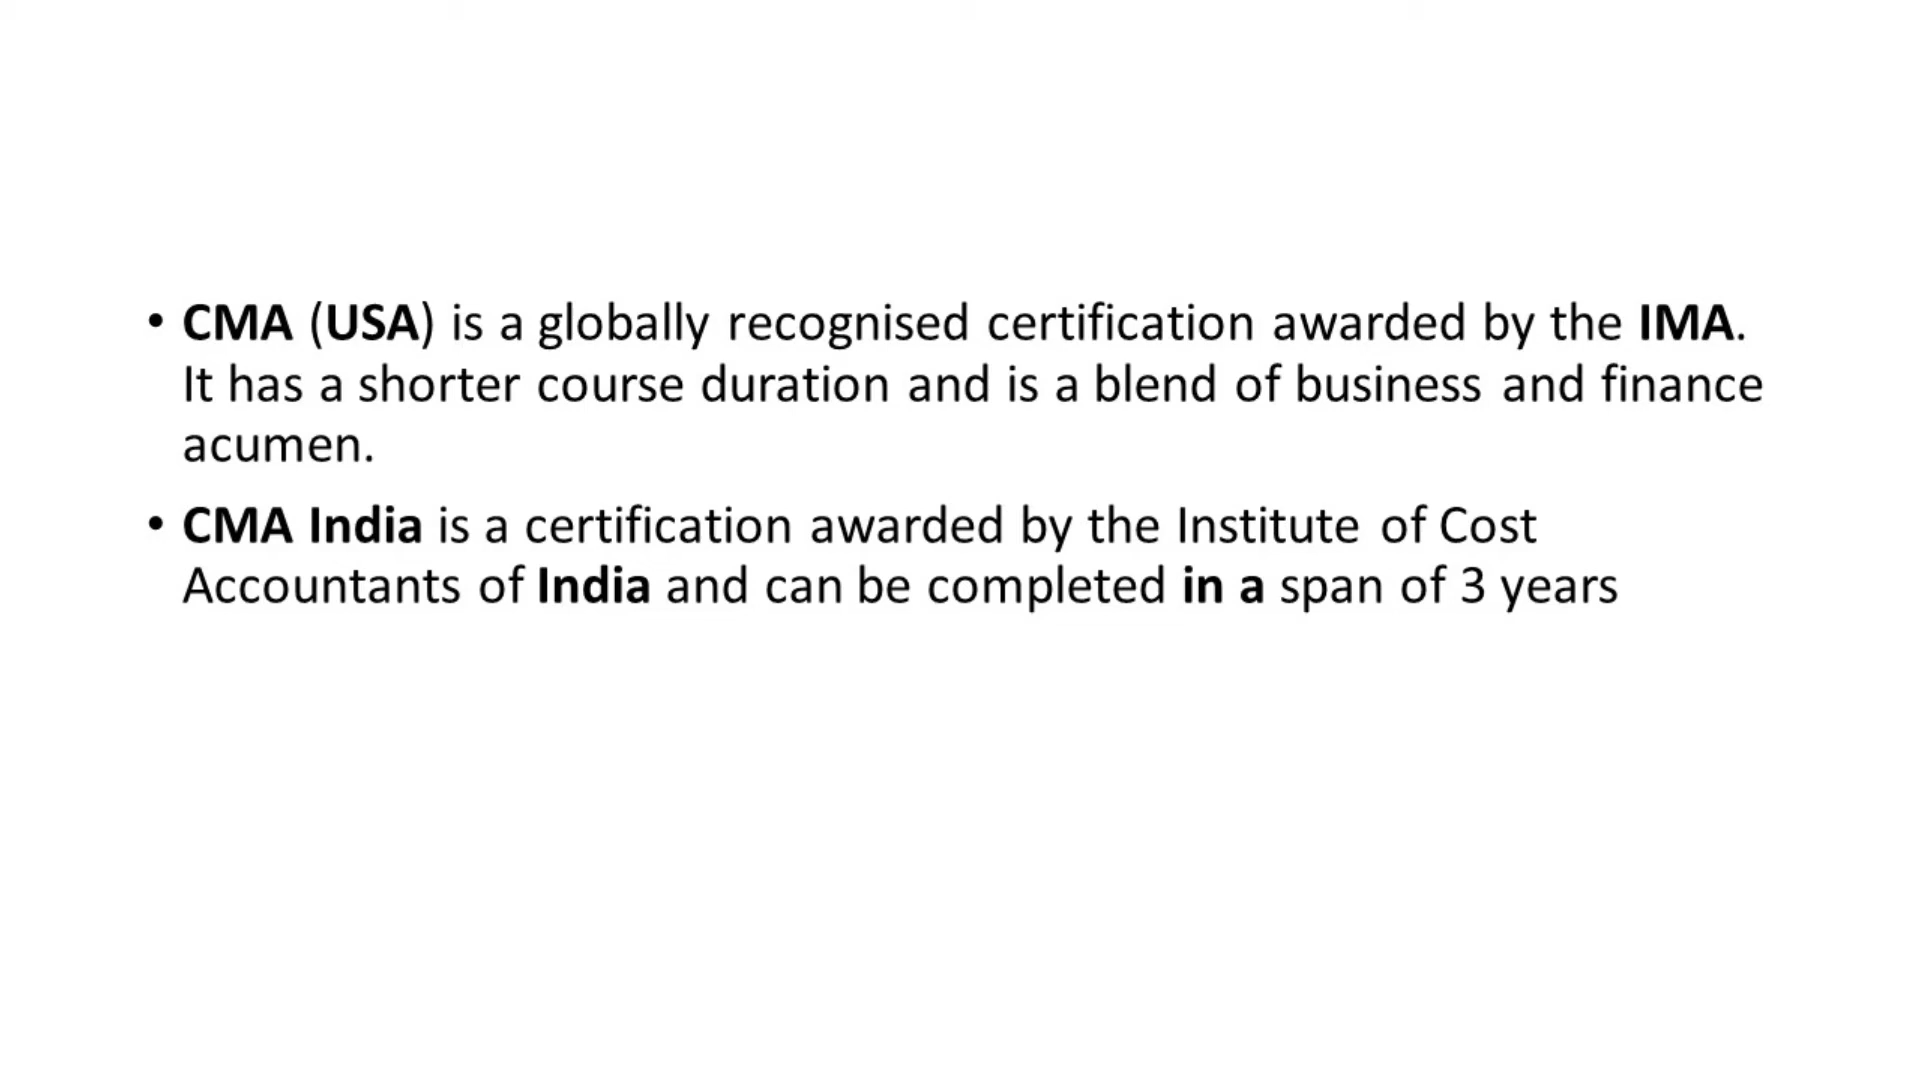 • CMA (USA) is a globally recognised certification awarded by the IMA.
It has a shorter course duration and is a blend of business and finance
acumen.
• CMA India is a certification awarded by the Institute of Cost
Accountants of India and can be completed in a span of 3 years